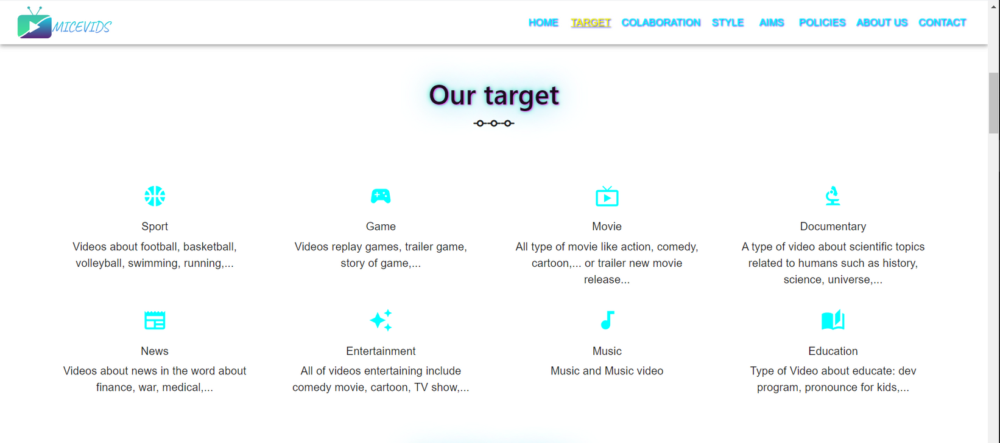 MICEVIDS
HOME TARGET COLABORATION STYLE AIMS POLICIES ABOUT US CONTACT
Our target
Sport
Videos about football, basketball,
volleyball, swimming, running,...
Game
Videos replay games, trailer game,
story of game,...
Movie
All type of movie like action, comedy,
cartoon,... or trailer new movie
release...
Documentary
A type of video about scientific topics
related to humans such as history,
science, universe,...
News
Videos about news in the word about
finance, war, medical,...
Entertainment
All of videos entertaining include
comedy movie, cartoon, TV show,...
Music
Music and Music video
Education
Type of Video about educate: dev
program, pronounce for kids,...